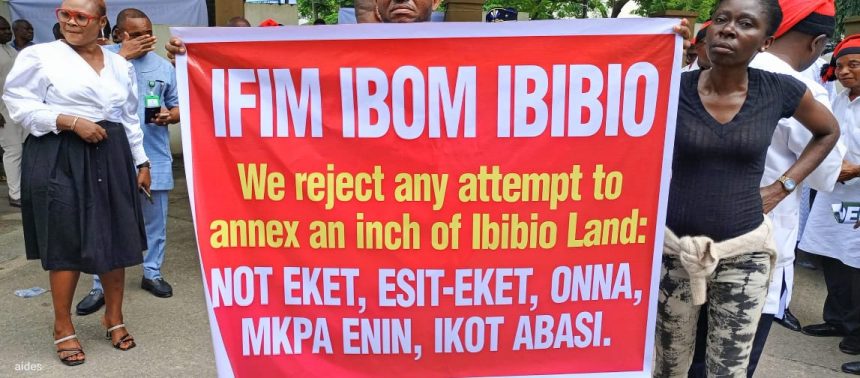 IFIM IBOM IBIBIO
We reject any attempt to
annex an inch of Ibibio Land:
NOT EKET, ESIT-EKET, ONNA,
MKPA ENIN, IKOT ABASI.
aides